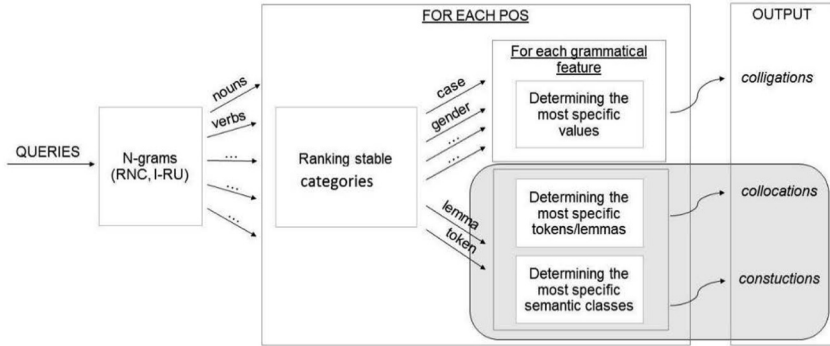 FOR EACH POS
OUTPUT
For each grammatical
feature
Determining the
most specific
values
colligations
QUERIES
N-grams
(RNC, I-RU)
nouns
verbs
...
...
...
Ranking stable
categories
case
gender
...
...
lemma
token
Determining the
most specific
tokens/lemmas
collocations
Determining the
most specific
semantic classes
constuctions